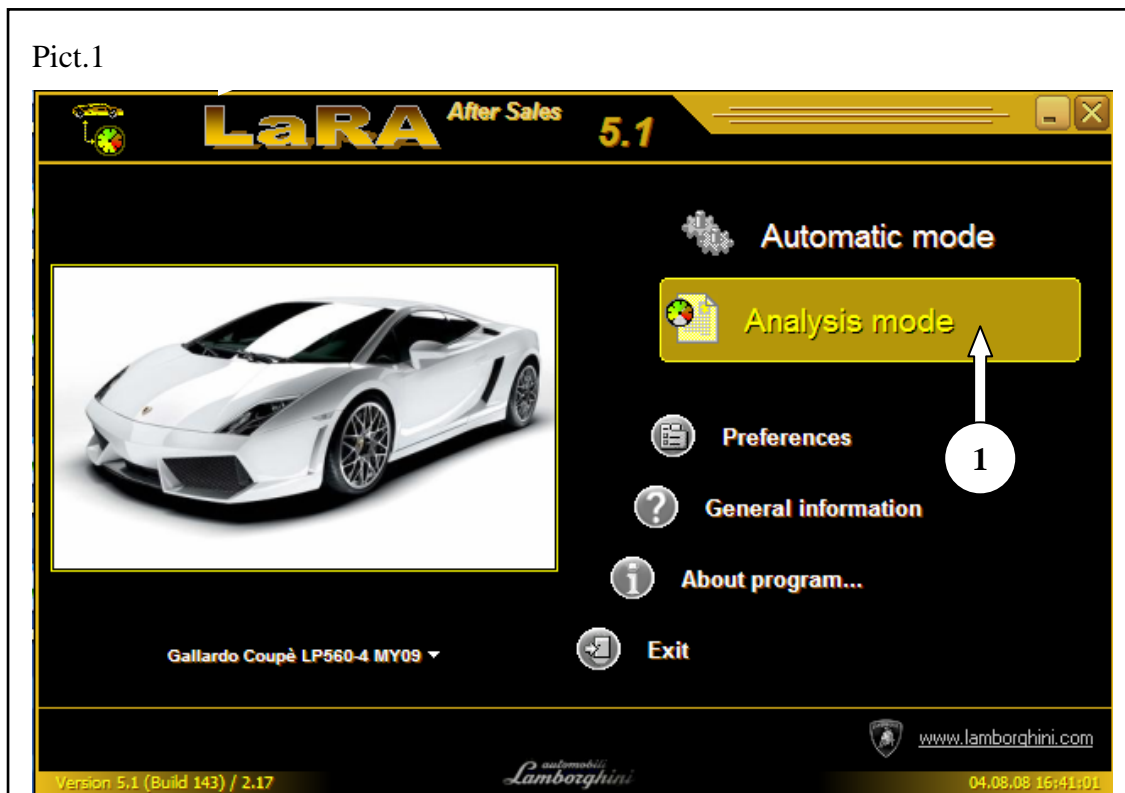 Pict.1
LaRA After Sales 5.1
Automatic mode
Analysis mode
Preferences
1
General information
About program...
Gallardo Coupè LP560-4 MY09
Exit
www.lamborghini.com
automobili
Lamborghini
Version 5.1 (Build 143) / 2.17
04.08.08 16:41:01